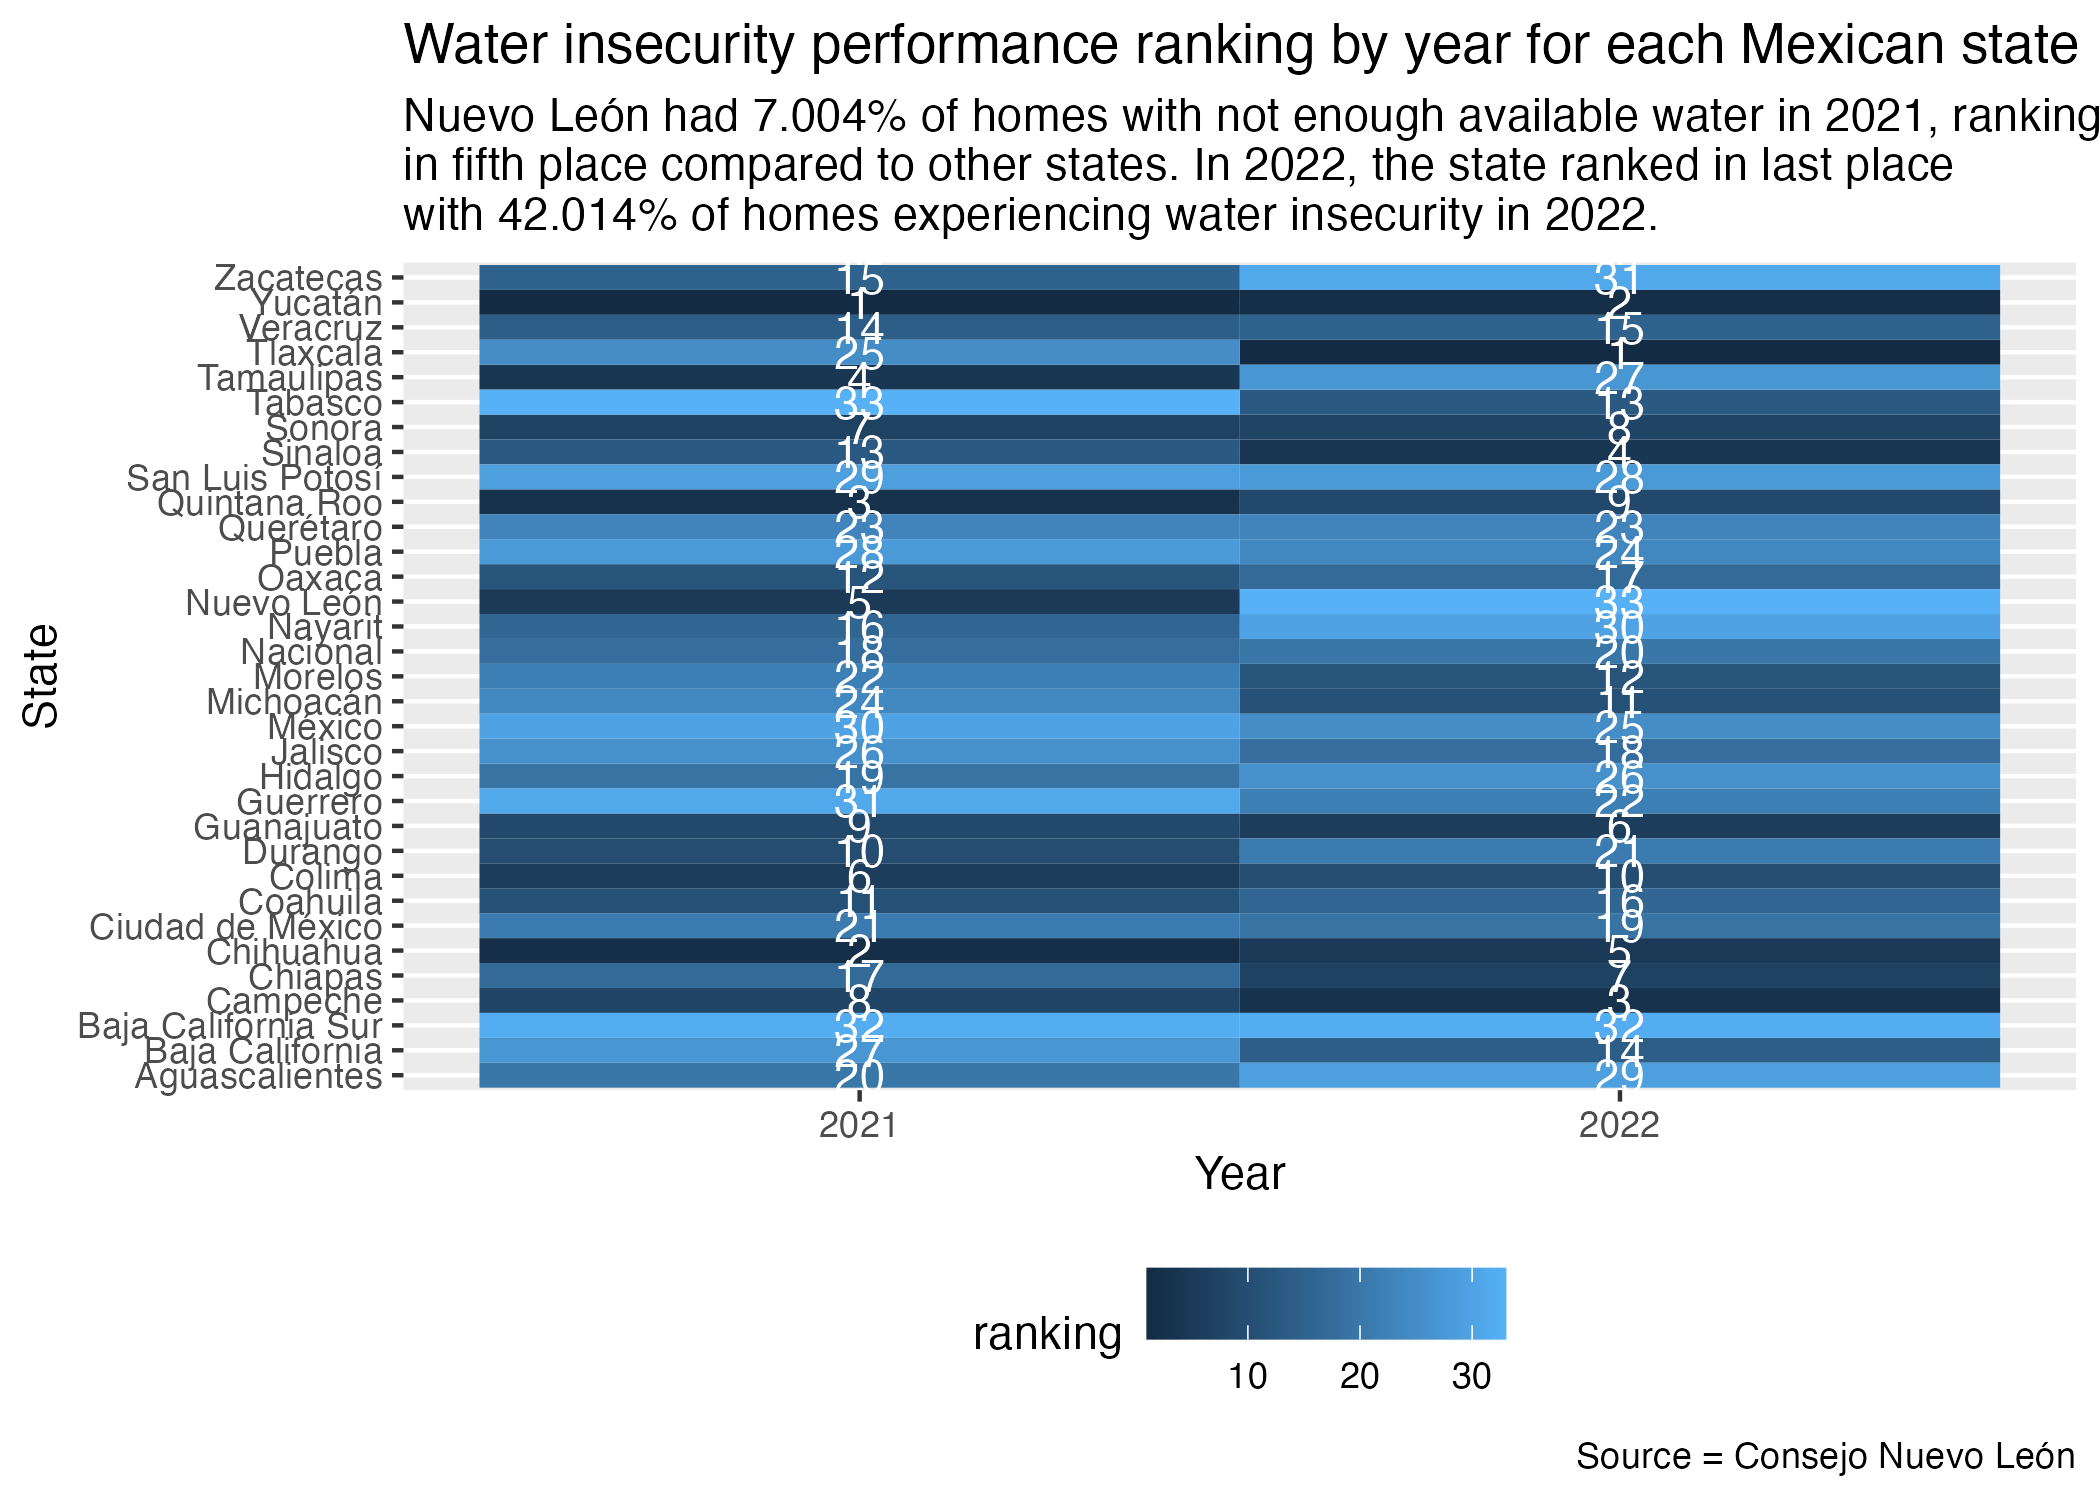 Water insecurity performance ranking by year for each Mexican state
Nuevo León had 7.004% of homes with not enough available water in 2021, ranking
in fifth place compared to other states. In 2022, the state ranked in last place
with 42.014% of homes experiencing water insecurity in 2022.
State
Zacatecas 15 31
Yucatán 1 2
Veracruz 14 15
Tlaxcala 25 1
Tamaulipas 4 27
Tabasco 33 13
Sonora 7 8
Sinaloa 13 4
San Luis Potosí 29 28
Quintana Roo 3 9
Querétaro 23 23
Puebla 28 24
Oaxaca 12 17
Nuevo León 5 33
Nayarit 16 30
Nacional 18 20
Morelos 22 12
Michoacán 24 11
México 30 25
Jalisco 26 18
Hidalgo 19 26
Guerrero 31 22
Guanajuato 9 6
Durango 10 21
Colima 6 10
Coahuila 11 16
Ciudad de México 21 19
Chihuahua 2 5
Chiapas 17 7
Campeche 8 3
Baja California Sur 32 32
Baja California 27 14
Aguascalientes 20 29
2021 2022
Year
ranking
10 20 30
Source = Consejo Nuevo León